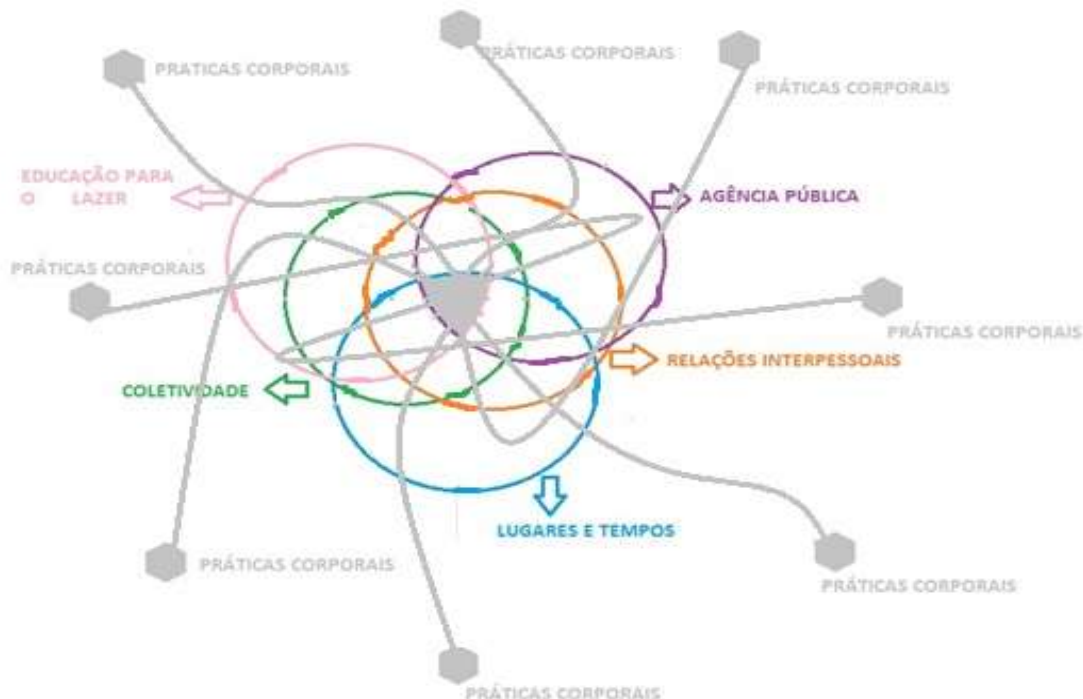 PRÁTICAS CORPORAIS
PRATICAS CORPORAIS
PRÁTICAS CORPORAIS
EDUCAÇÃO PARA
O LAZER
AGÊNCIA PÚBLICA
PRÁTICAS CORPORAIS
PRÁTICAS CORPORAIS
RELAÇÕES INTERPESSOAIS
COLETIVIDADE
LUGARES E TEMPOS
PRÁTICAS CORPORAIS
PRÁTICAS CORPORAIS
PRÁTICAS CORPORAIS